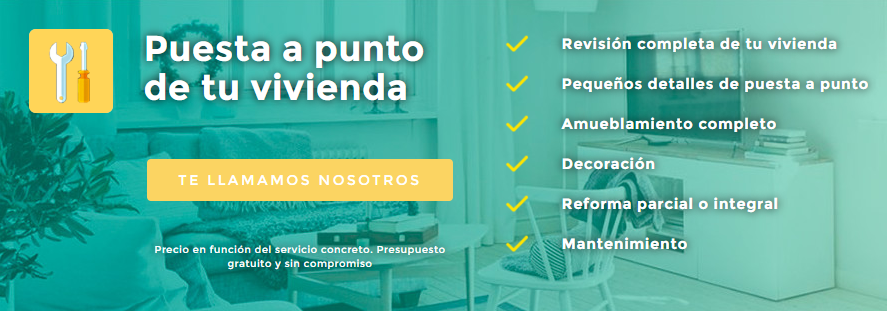 Puesta a punto
de tu vivienda
TE LLAMAMOS NOSOTROS
Precio en función del servicio concreto. Presupuesto
gratuito y sin compromiso
Revisión completa de tu vivienda
Pequeños detalles de puesta a punto
Amueblamiento completo
Decoración
Reforma parcial o integral
Mantenimiento